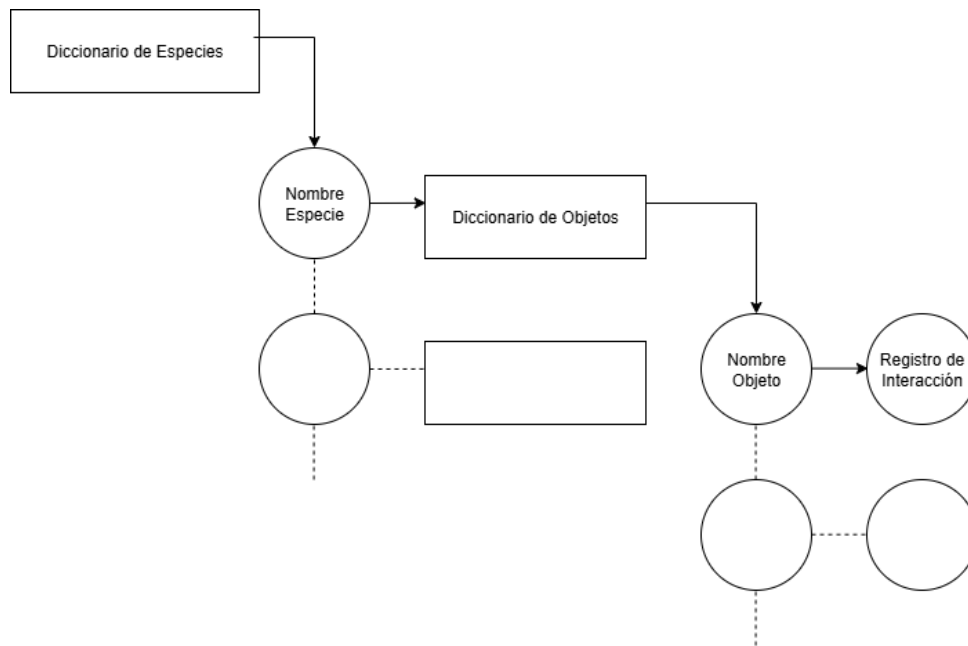 Diccionario de Especies
Nombre
Especie
Diccionario de Objetos
Nombre
Objeto
Registro de
Interacción